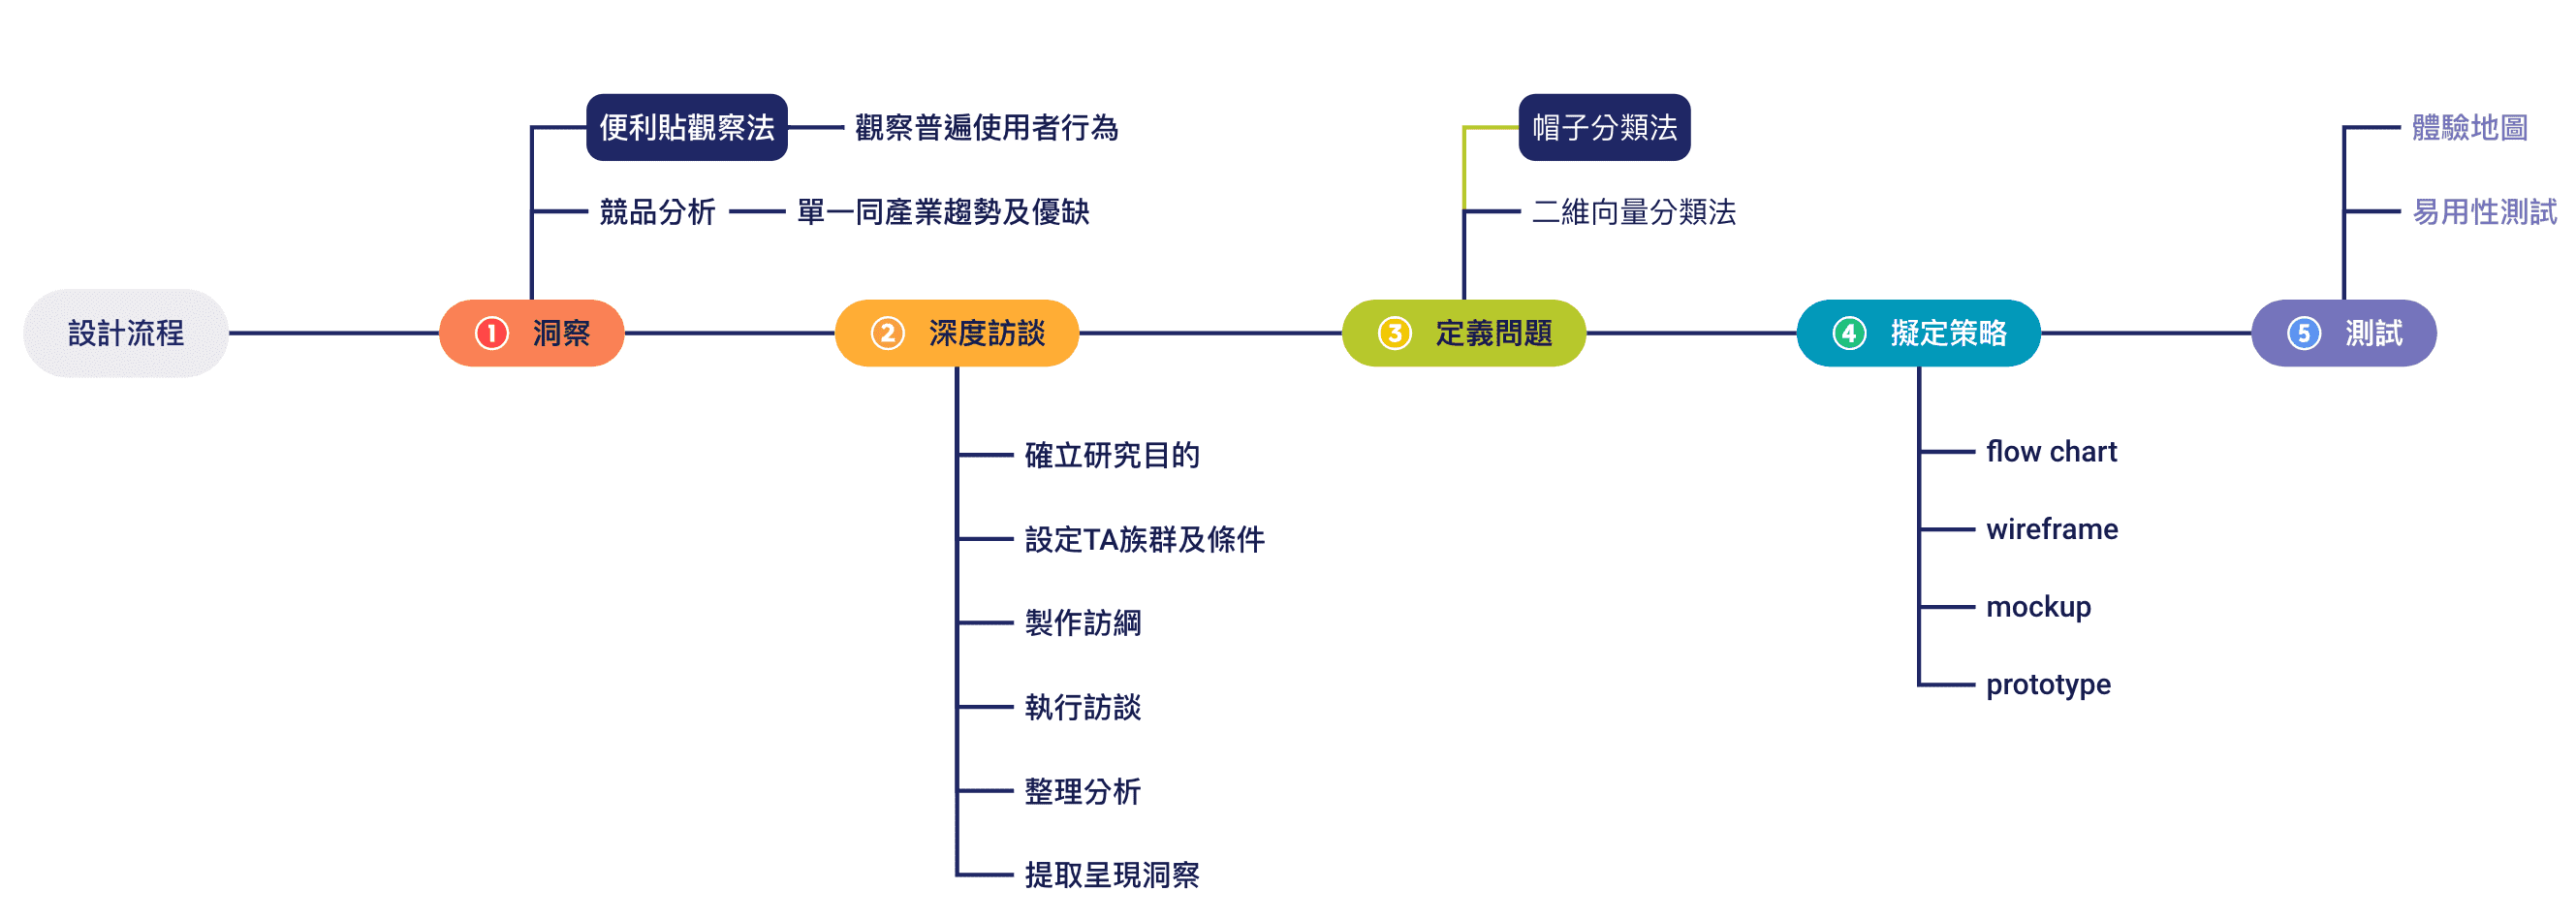 設計流程
1 洞察
便利貼觀察法
觀察普遍使用者行為
競品分析
單一同產業趨勢及優缺
2 深度訪談
確立研究目的
設定TA族群及條件
製作訪綱
執行訪談
整理分析
提取呈現洞察
3 定義問題
帽子分類法
二維向量分類法
4 擬定策略
flow chart
wireframe
mockup
prototype
5 測試
體驗地圖
易用性測試